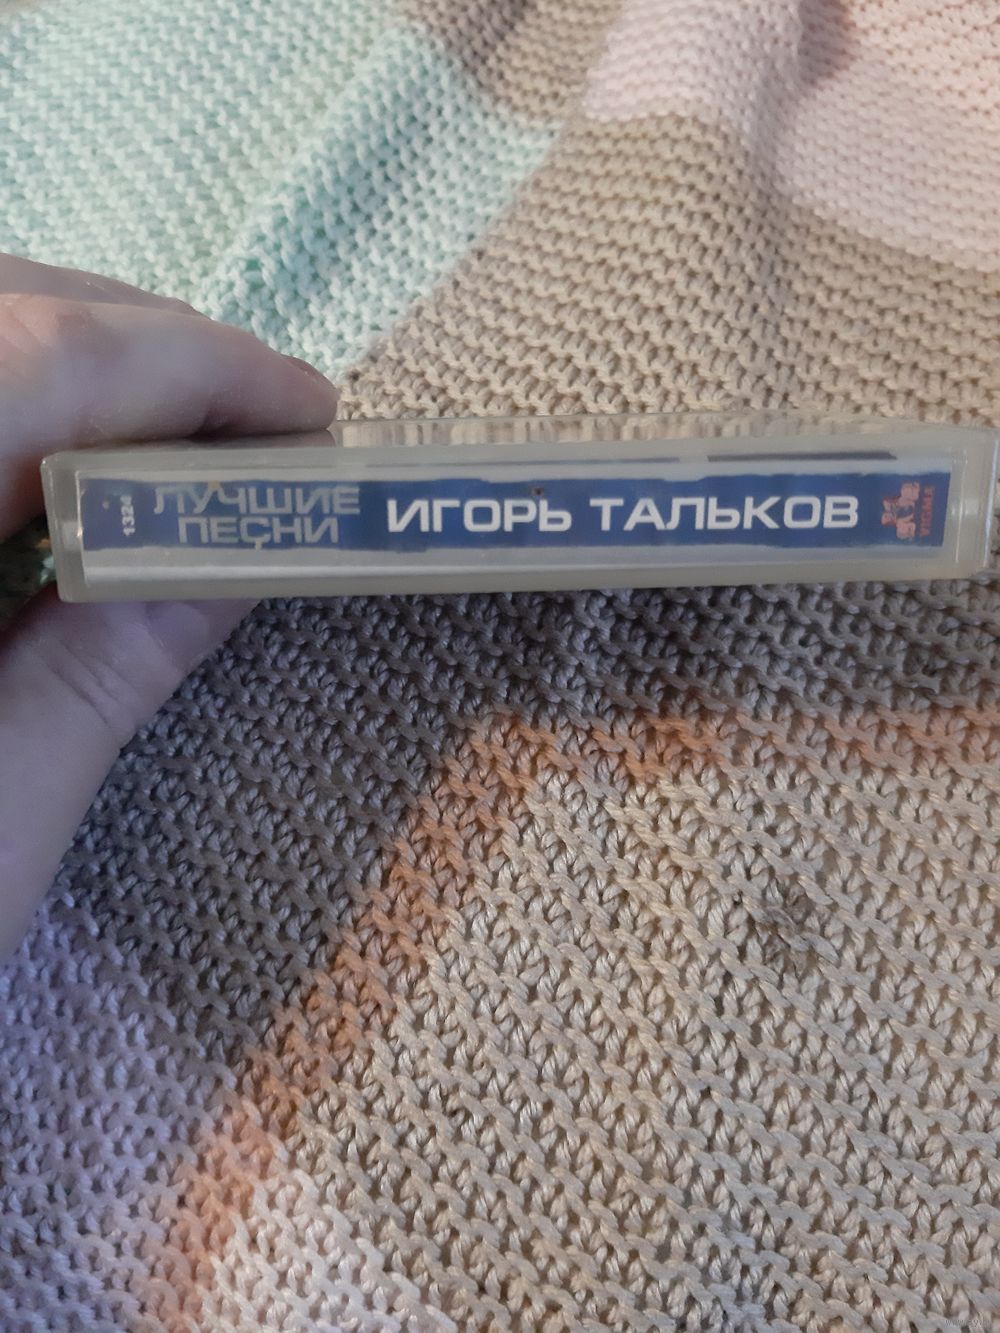 1324
ЛУЧШИЕ
ПЕСНИ
ИГОРЬ ТАЛЬКОВ